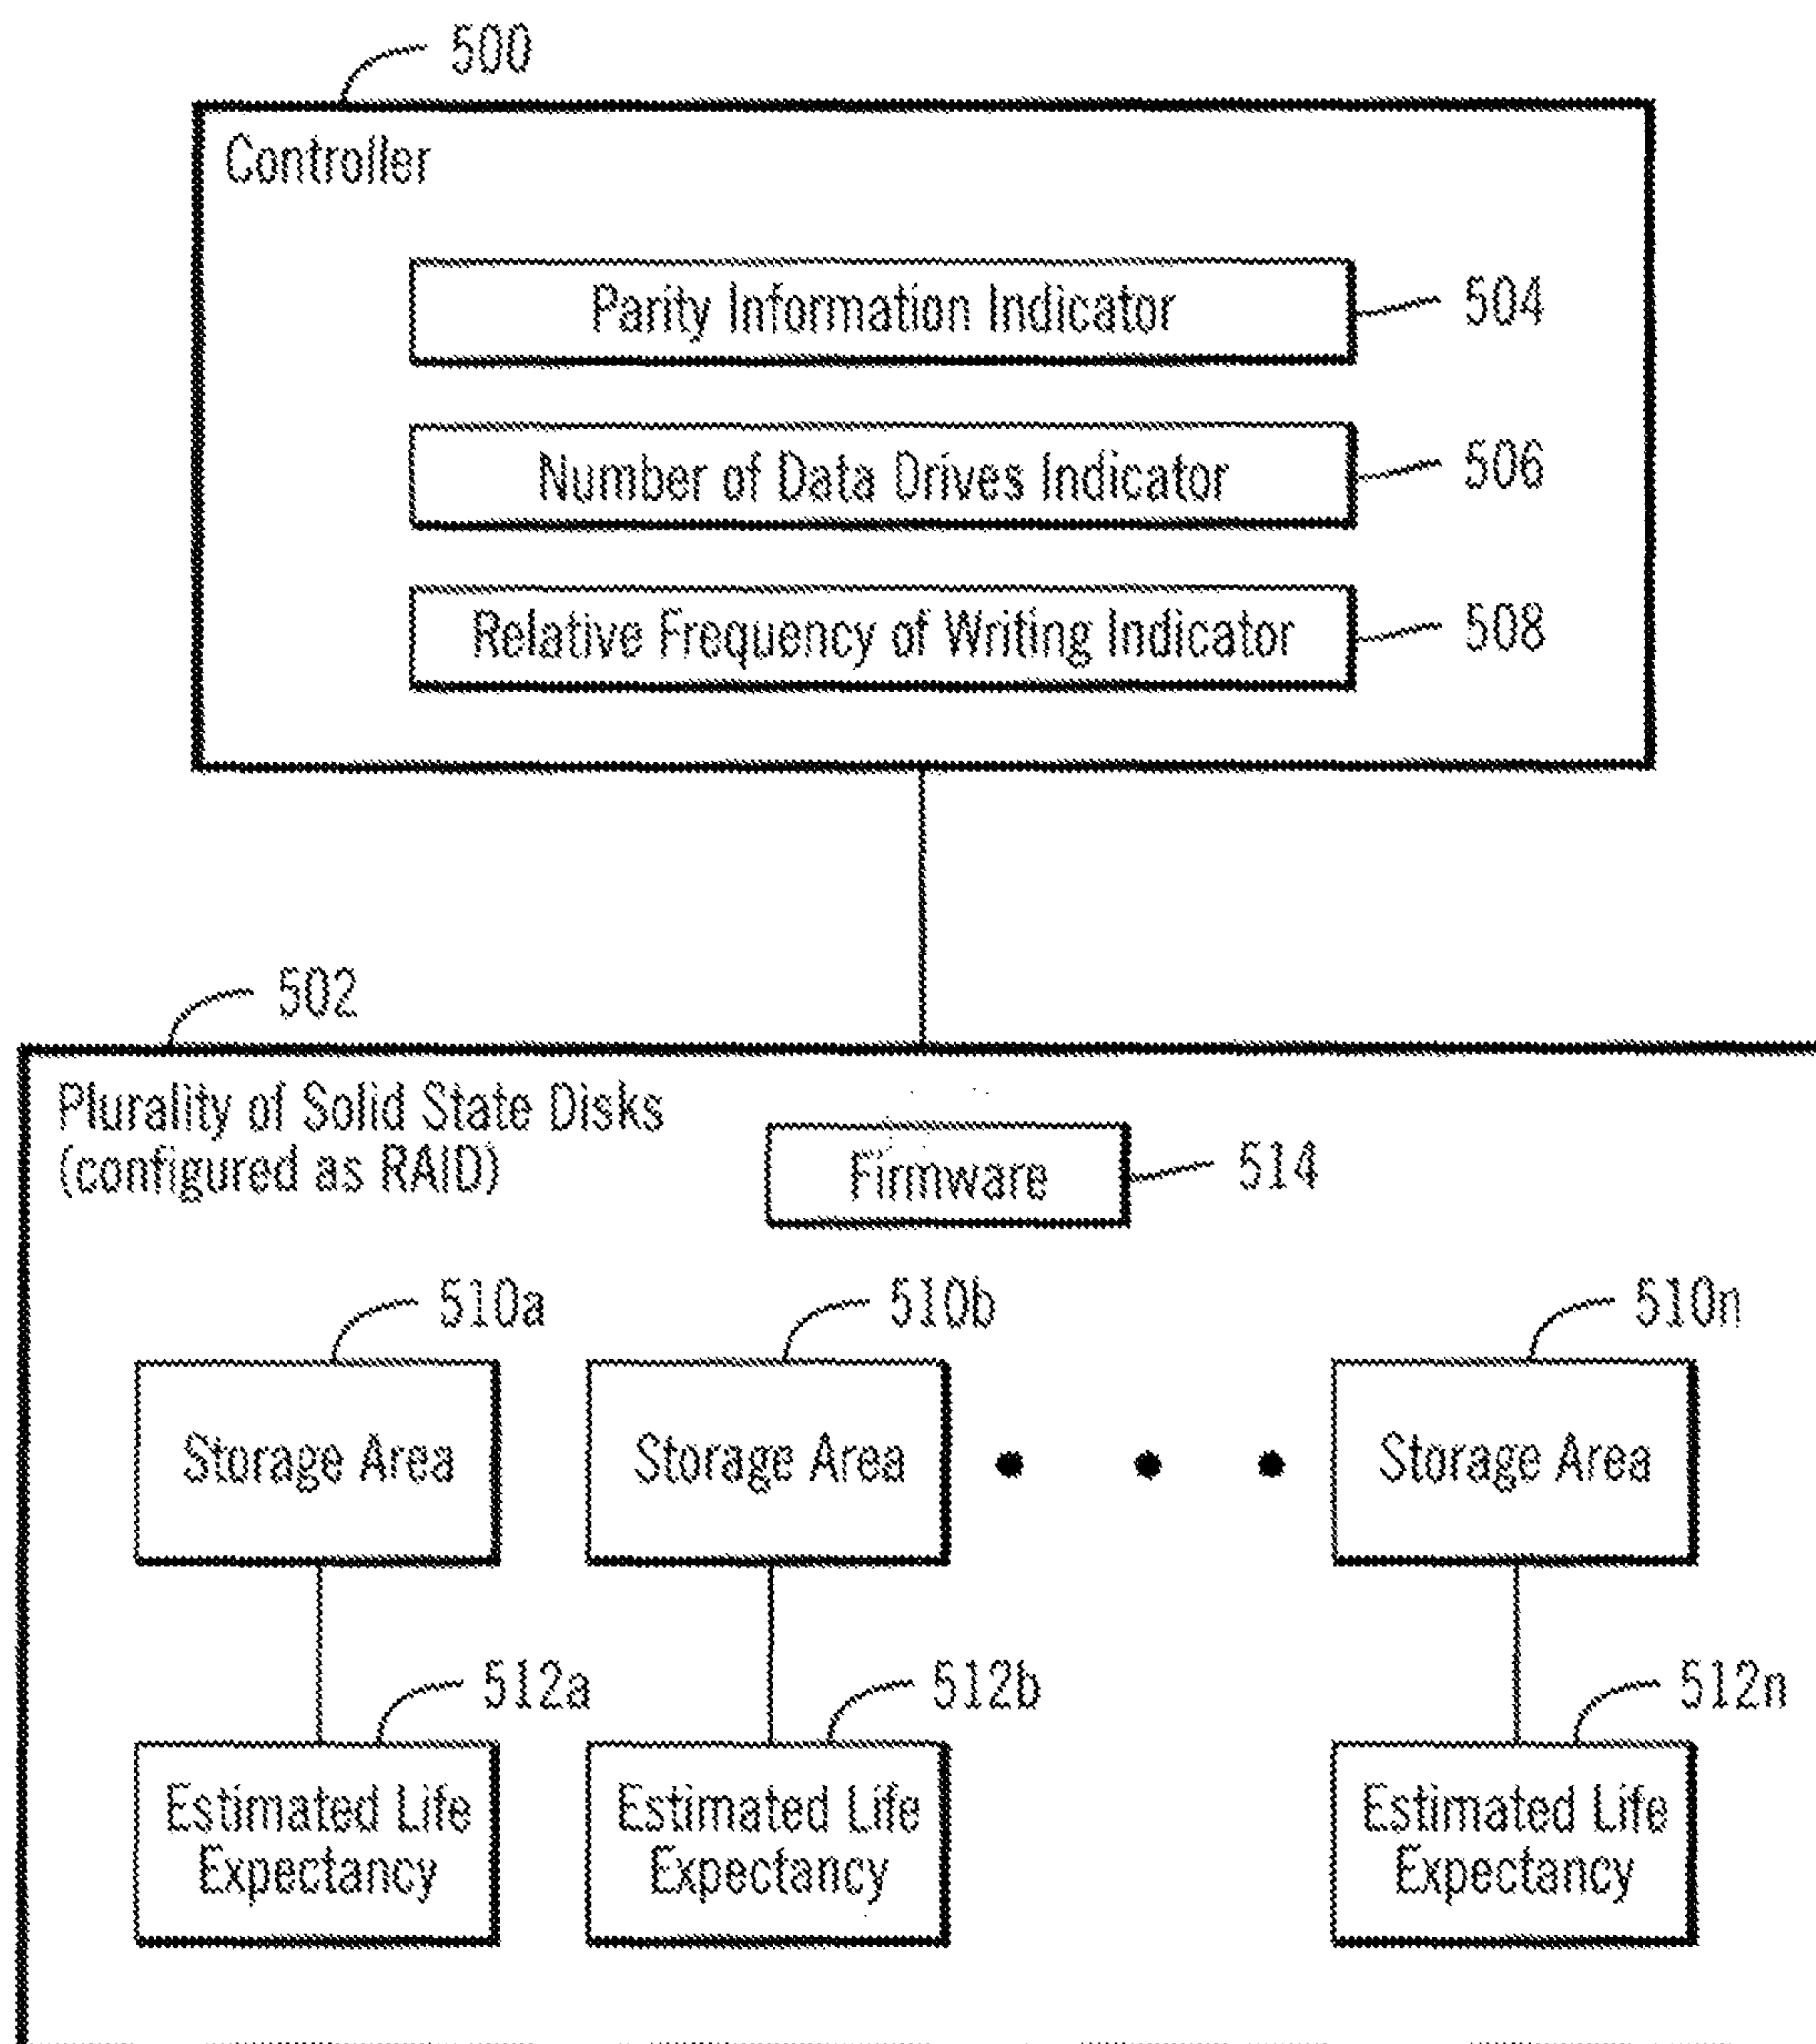 500
Controller
Parity Information Indicator
504
Number of Data Drives Indicator
506
Relative Frequency of Writing Indicator
508
502
Plurality of Solid State Disks
(configured as RAID)
Firmware
514
510a
510b
510n
Storage Area
Storage Area
Storage Area
512a
512b
512n
Estimated Life
Expectancy
Estimated Life
Expectancy
Estimated Life
Expectancy